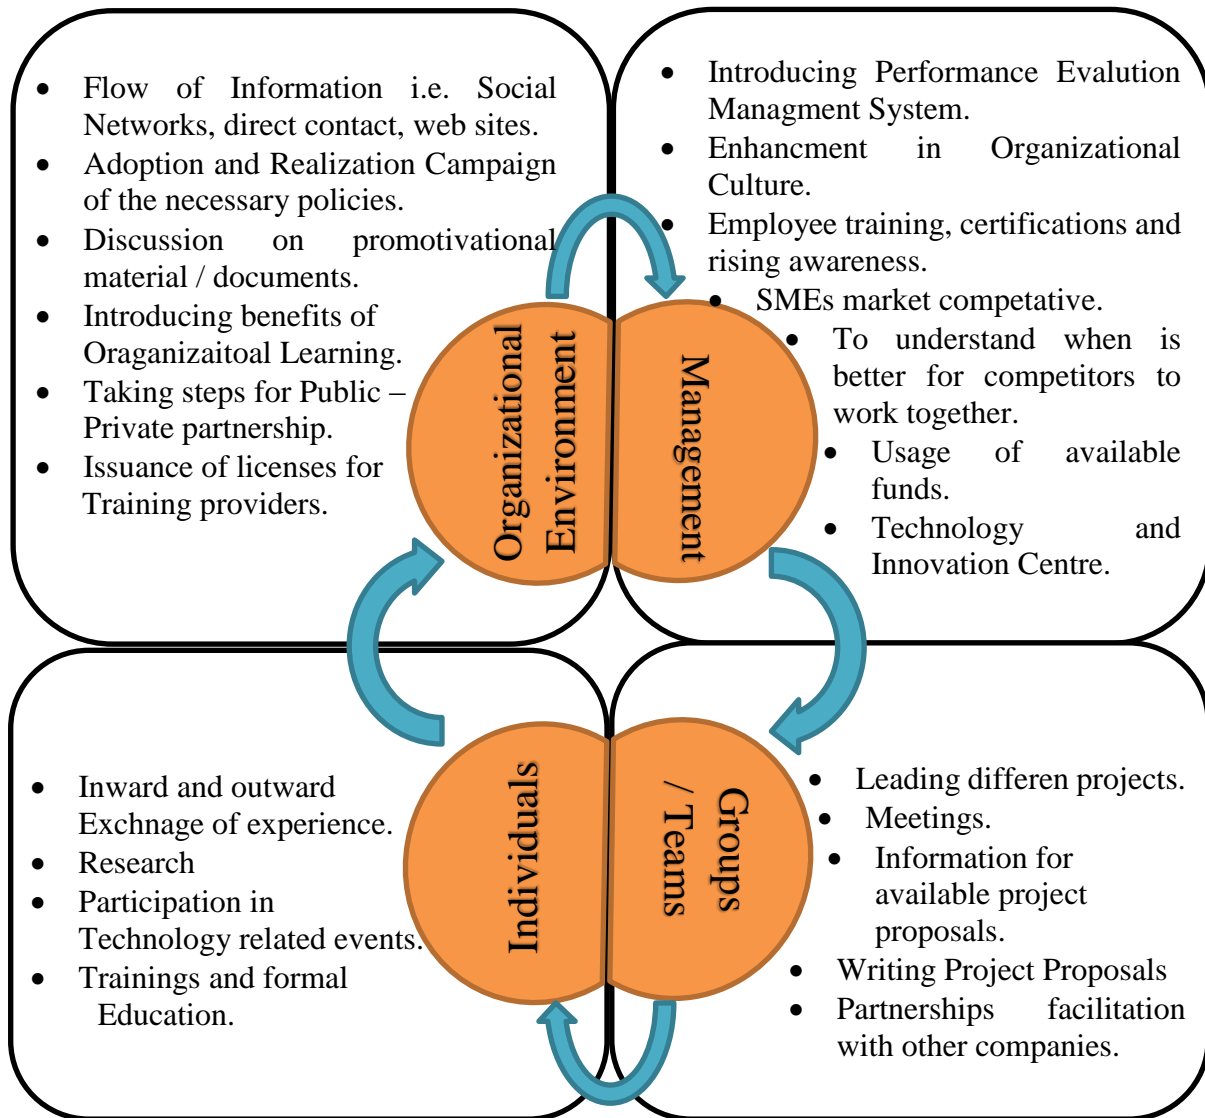 • Flow of Information i.e. Social
Networks, direct contact, web sites.
• Adoption and Realization Campaign
of the necessary policies.
• Discussion on promotivational
material / documents.
• Introducing benefits of
Oraganizaitoal Learning.
• Taking steps for Public –
Private partnership.
• Issuance of licenses for
Training providers.
Organizational
Environment
• Introducing Performance Evalution
Managment System.
• Enhancment in Organizational
Culture.
• Employee training, certifications and
rising awareness.
• SMEs market competative.
• To understand when is
better for competitors to
work together.
• Usage of available
funds.
• Technology and
Innovation Centre.
Management
• Inward and outward
Exchnage of experience.
• Research
• Participation in
Technology related events.
• Trainings and formal
Education.
Individuals
Groups
/ Teams
• Leading differen projects.
• Meetings.
• Information for
available project
proposals.
• Writing Project Proposals
• Partnerships facilitation
with other companies.